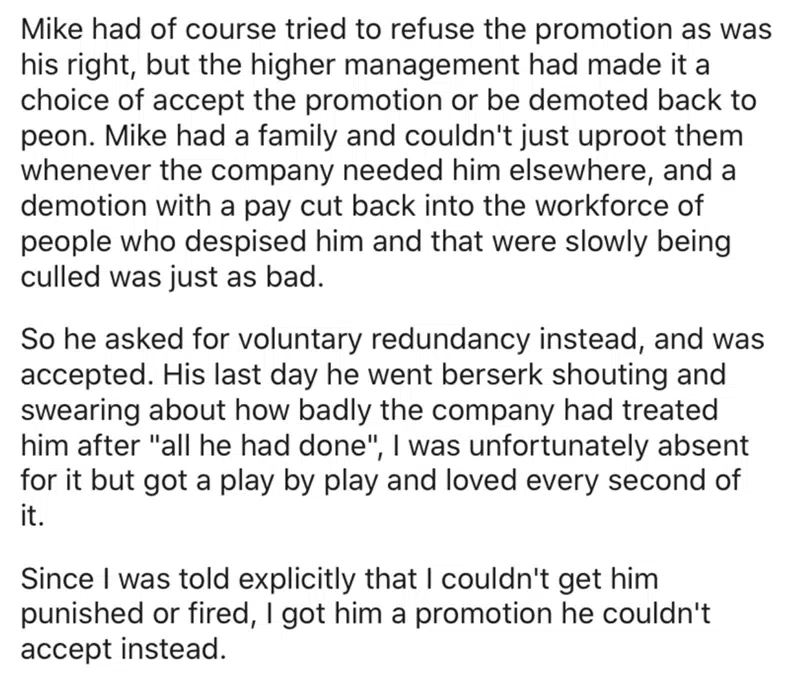 Mike had of course tried to refuse the promotion as was
his right, but the higher management had made it a
choice of accept the promotion or be demoted back to
peon. Mike had a family and couldn't just uproot them
whenever the company needed him elsewhere, and a
demotion with a pay cut back into the workforce of
people who despised him and that were slowly being
culled was just as bad.
So he asked for voluntary redundancy instead, and was
accepted. His last day he went berserk shouting and
swearing about how badly the company had treated
him after "all he had done", I was unfortunately absent
for it but got a play by play and loved every second of
it.
Since I was told explicitly that I couldn't get him
punished or fired, I got him a promotion he couldn't
accept instead.